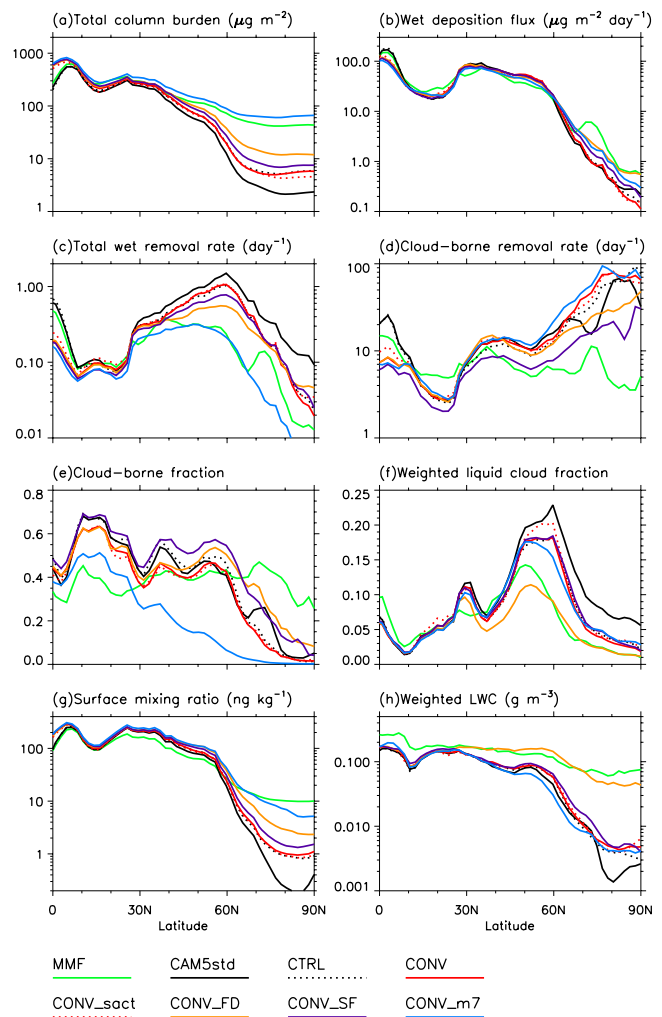 (a)Total column burden (μg m⁻²)
(b)Wet deposition flux (μg m⁻² day⁻¹)
1000
100
10
1
100.0
10.0
1.0
0.1
(c)Total wet removal rate (day⁻¹)
(d)Cloud-borne removal rate (day⁻¹)
1.00
0.10
0.01
100
10
1
(e)Cloud-borne fraction
(f)Weighted liquid cloud fraction
0.8
0.6
0.4
0.2
0.0
0.25
0.20
0.15
0.10
0.05
0.00
(g)Surface mixing ratio (ng kg⁻¹)
(h)Weighted LWC (g m⁻³)
100
10
1
0.100
0.010
0.001
0 30N 60N 90N
Latitude
0 30N 60N 90N
Latitude
MMF CAM5std CTRL CONV
CONV_sact CONV_FD CONV_SF CONV_m7